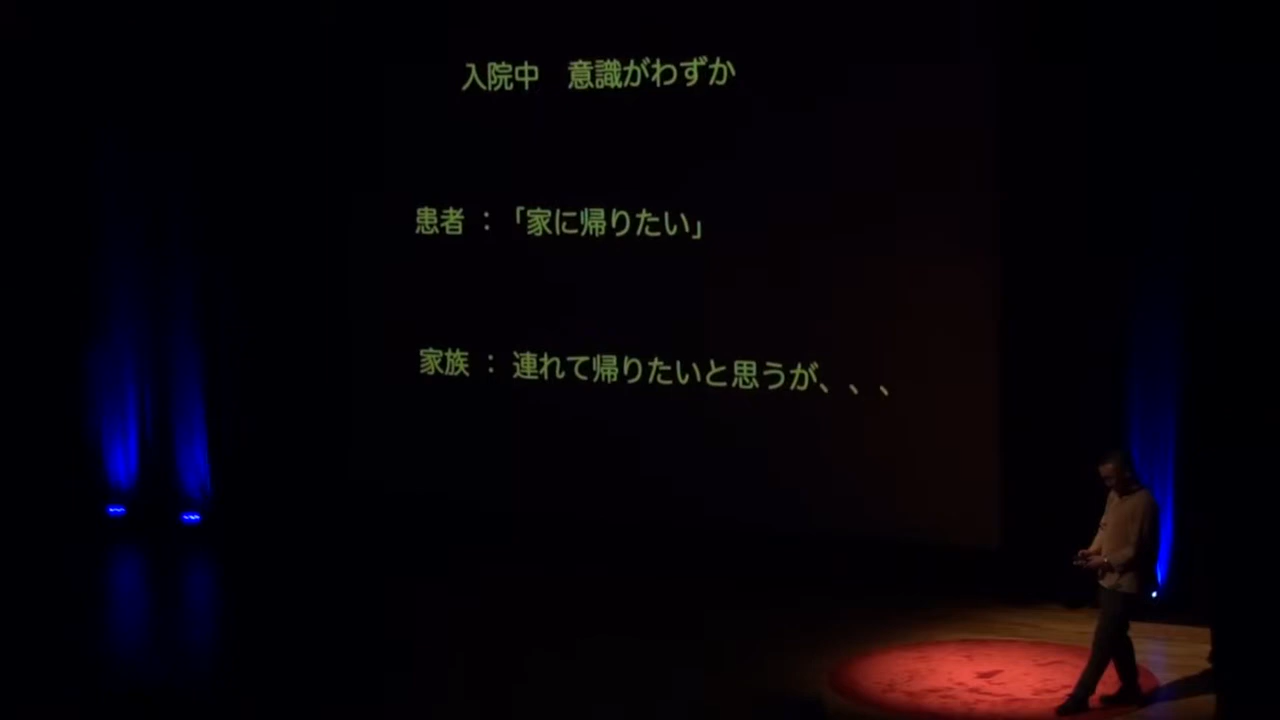 入院中　意識がわずか
患者 ：「家に帰りたい」
家族 ： 連れて帰りたいと思うが、、、